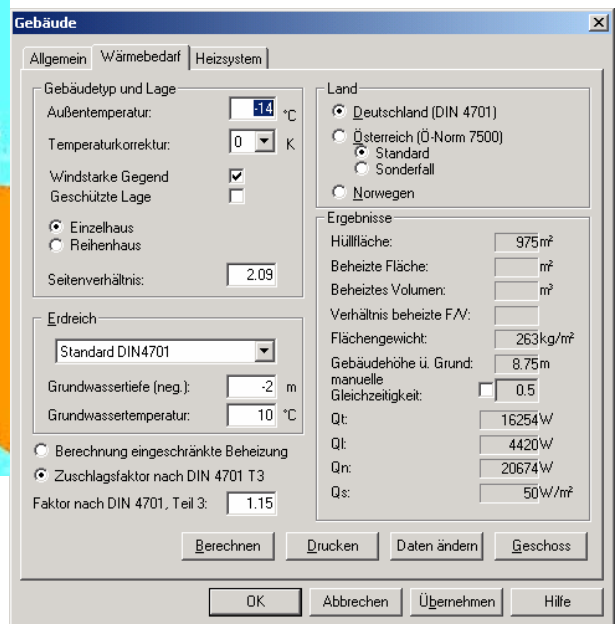 Gebäude
Allgemein Wärmebedarf Heizsystem
Gebäudetyp und Lage
Außentemperatur: -14 °C
Temperaturkorrektur: 0 K
Windstarke Gegend
Geschützte Lage
Einzelhaus
Reihenhaus
Seitenverhältnis: 2.09
Erdreich
Standard DIN4701
Grundwassertiefe (neg.): -2 m
Grundwassertemperatur: 10 °C
Berechnung eingeschränkte Beheizung
Zuschlagsfaktor nach DIN 4701 T3
Faktor nach DIN 4701, Teil 3: 1.15
Land
Deutschland (DIN 4701)
Österreich (Ö-Norm 7500)
Standard
Sonderfall
Norwegen
Ergebnisse
Hüllfläche: 975 m²
Beheizte Fläche: m²
Beheiztes Volumen: m³
Verhältnis beheizte F/V:
Flächengewicht: 263 kg/m²
Gebäudehöhe ü. Grund: 8.75 m
manuelle
Gleichzeitigkeit: 0.5
Qt: 16254 W
Ql: 4420 W
Qn: 20674 W
Qs: 50 W/m²
Berechnen Drucken Daten ändern Geschoss
OK Abbrechen Übernehmen Hilfe